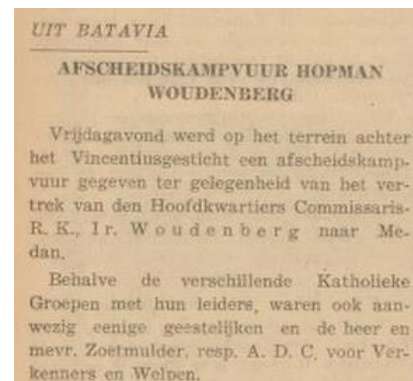 UIT BATAVIA
AFSCHEIDSKAMPVUUR HOPMAN
WOUDENBERG
Vrijdagavond werd op het terrein achter
het Vincentiusgesticht een afscheidskamp-
vuur gegeven ter gelegenheid van het ver-
trek van den Hoofdkwartiers Commissaris-
R. K., Ir. Woudenberg naar Me-
dan.
Behalve de verschillende Katholieke
Groepen met hun leiders, waren ook aan-
wezig eenige geestelijken en de heer en
mevr. Zoetmulder, resp. A. D. C. voor Ver-
kenners en Welpen.